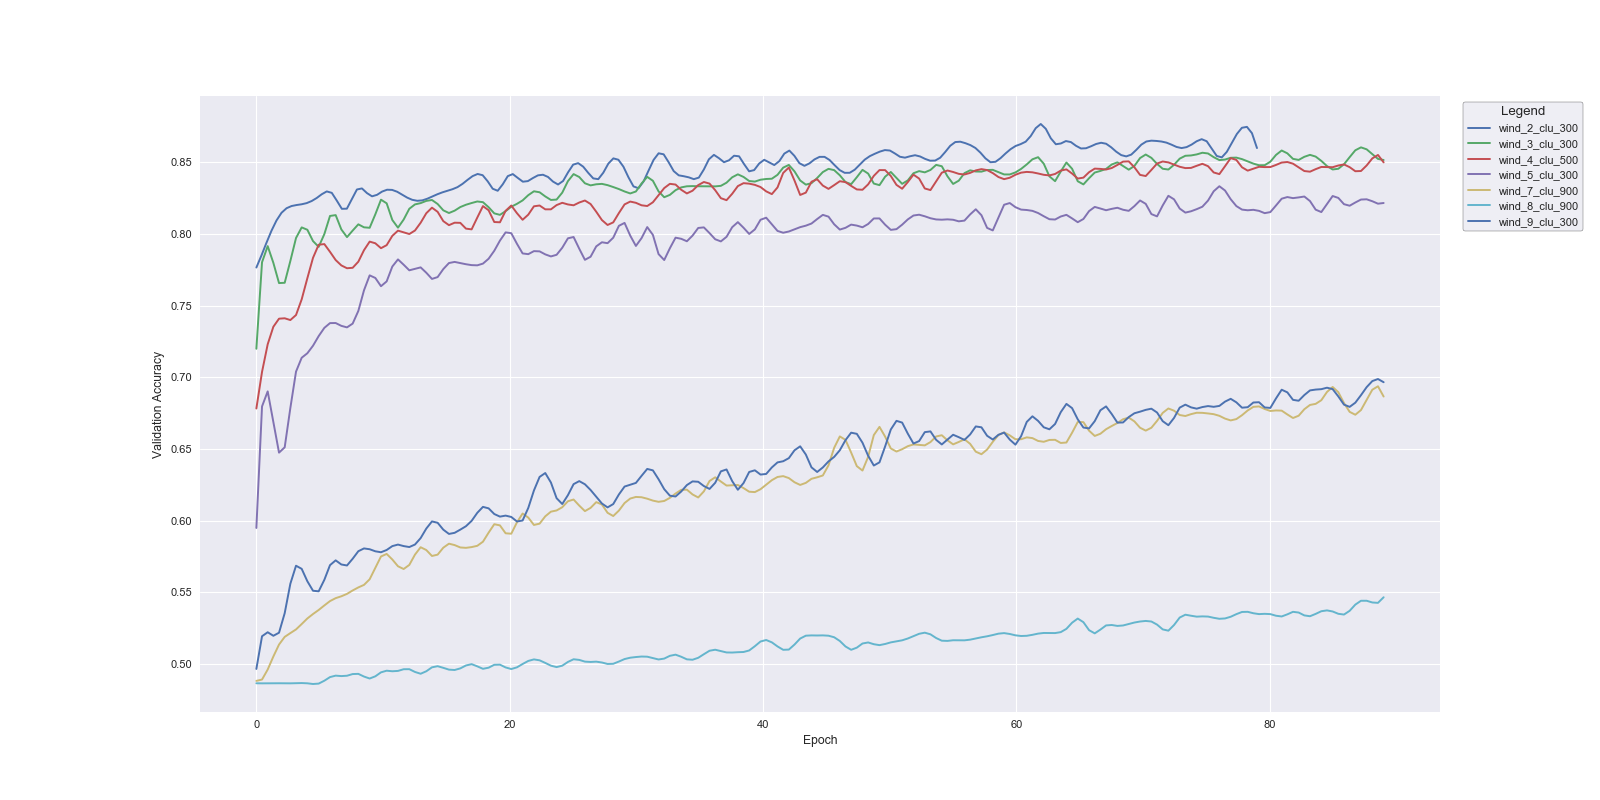 Legend
wind_2_clu_300
wind_3_clu_300
wind_4_clu_500
wind_5_clu_300
wind_7_clu_900
wind_8_clu_900
wind_9_clu_300
Validation Accuracy
0.85
0.80
0.75
0.70
0.65
0.60
0.55
0.50
0 20 40 60 80
Epoch